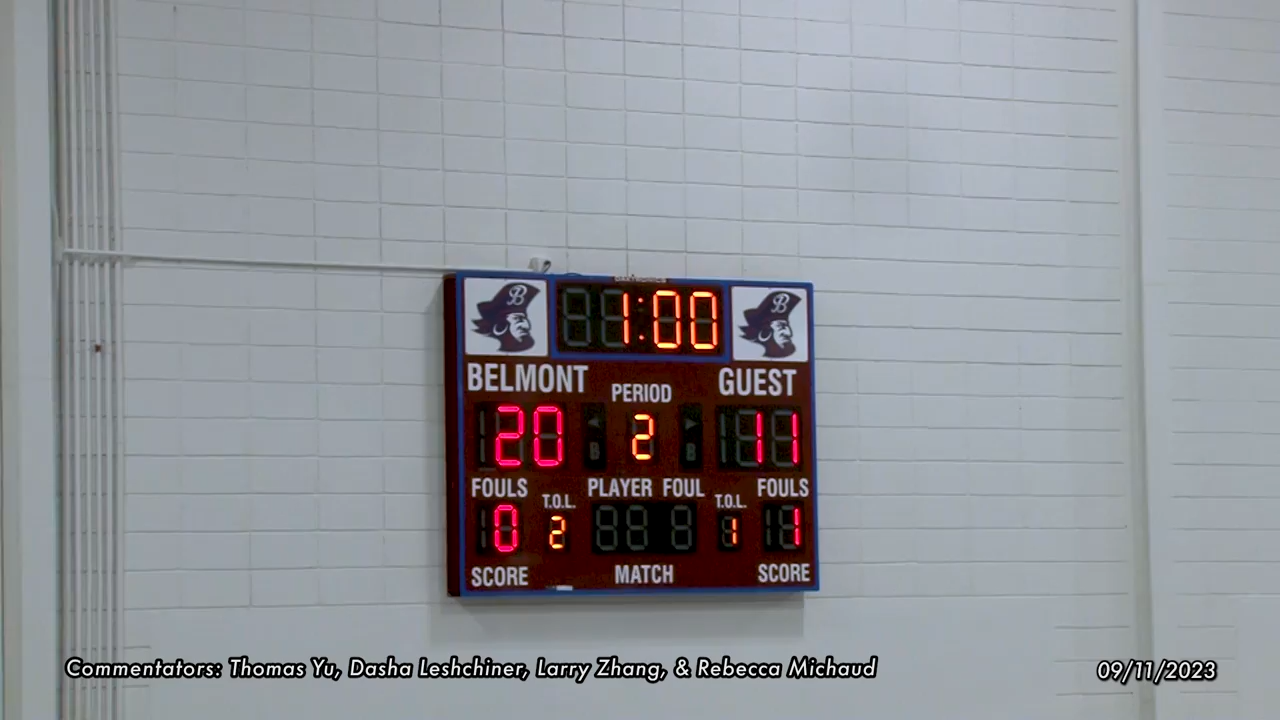 B
1:00
B
BELMONT
PERIOD
GUEST
20
2
11
FOULS
T.O.L.
PLAYER FOUL
T.O.L.
FOULS
0
2
1
1
SCORE
MATCH
SCORE
Commentators: Thomas Yu, Dasha Leshchiner, Larry Zhang, & Rebecca Michaud
09/11/2023